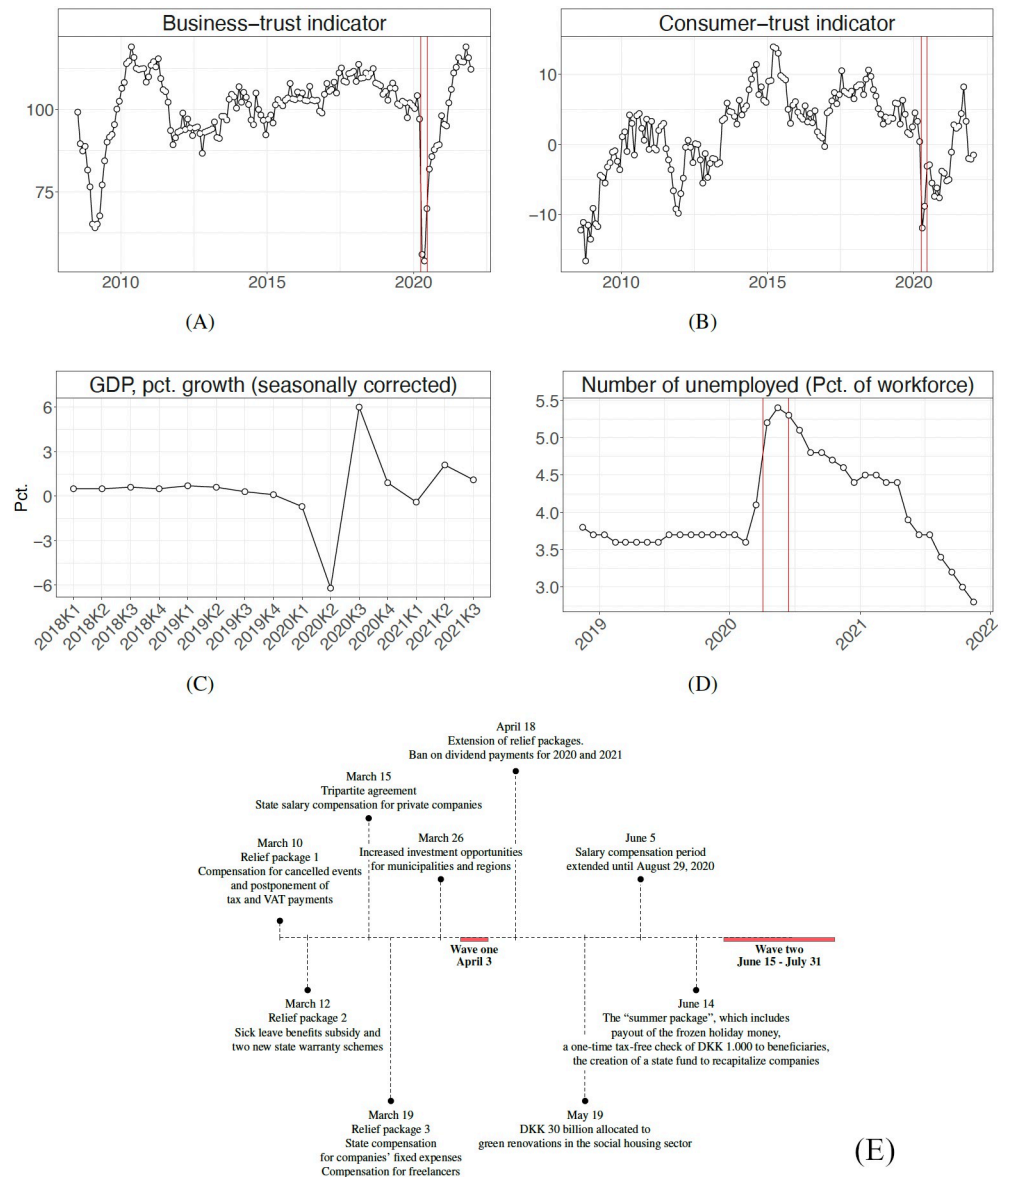 Business−trust indicator
100
75
2010
2015
2020
(A)
Consumer−trust indicator
10
0
−10
2010
2015
2020
(B)
GDP, pct. growth (seasonally corrected)
Pct.
6
3
0
−3
−6
2018K1
2018K2
2018K3
2018K4
2019K1
2019K2
2019K3
2019K4
2020K1
2020K2
2020K3
2020K4
2021K1
2021K2
2021K3
(C)
Number of unemployed (Pct. of workforce)
5.5
5.0
4.5
4.0
3.5
3.0
2019
2020
2021
2022
(D)
April 18
Extension of relief packages.
Ban on dividend payments for 2020 and 2021
March 15
Tripartite agreement
State salary compensation for private companies
March 10
Relief package 1
Compensation for cancelled events
and postponement of
tax and VAT payments
March 26
Increased investment opportunities
for municipalities and regions
June 5
Salary compensation period
extended until August 29, 2020
Wave one
April 3
Wave two
June 15 - July 31
March 12
Relief package 2
Sick leave benefits subsidy and
two new state warranty schemes
June 14
The “summer package”, which includes
payout of the frozen holiday money,
a one-time tax-free check of DKK 1.000 to beneficiaries,
the creation of a state fund to recapitalize companies
March 19
Relief package 3
State compensation
for companies’ fixed expenses
Compensation for freelancers
May 19
DKK 30 billion allocated to
green renovations in the social housing sector
(E)